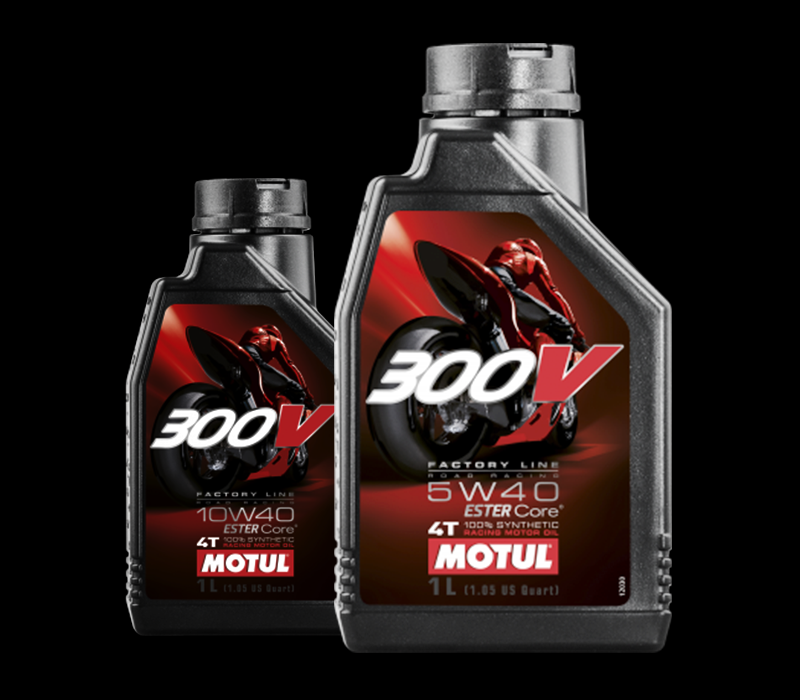 300V
FACTORY LINE
ROAD RACING
10W40
ESTER Core®
4T 100% SYNTHETIC
RACING MOTOR OIL
MOTUL
1L (1.05 US Quart)
300V
FACTORY LINE
ROAD RACING
5W40
ESTER Core®
4T 100% SYNTHETIC
RACING MOTOR OIL
MOTUL®
1L (1.05 US Quart)